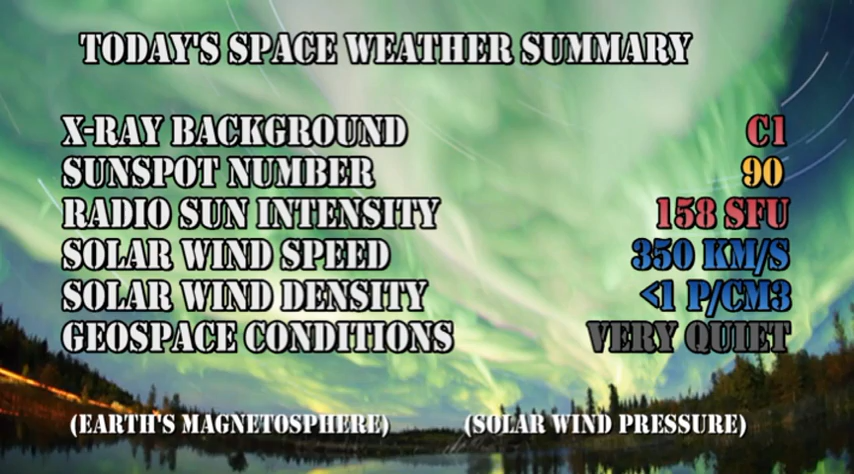 TODAY'S SPACE WEATHER SUMMARY
X-RAY BACKGROUND C1
SUNSPOT NUMBER 90
RADIO SUN INTENSITY 158 SFU
SOLAR WIND SPEED 350 KM/S
SOLAR WIND DENSITY <1 P/CM3
GEOSPACE CONDITIONS VERY QUIET
(EARTH'S MAGNETOSPHERE) (SOLAR WIND PRESSURE)